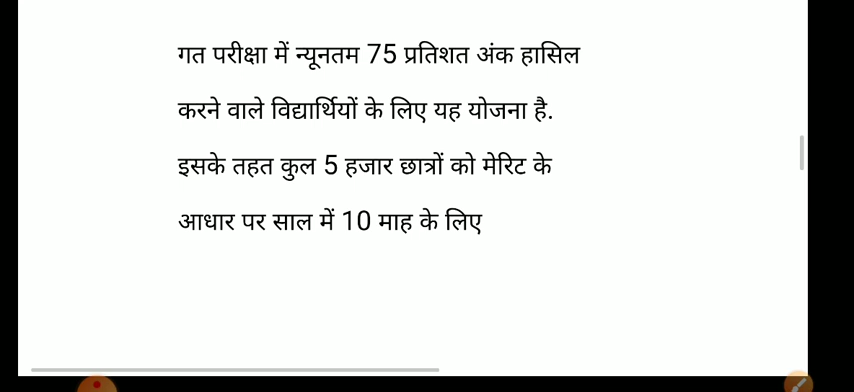 गत परीक्षा में न्यूनतम 75 प्रतिशत अंक हासिल
करने वाले विद्यार्थियों के लिए यह योजना है.
इसके तहत कुल 5 हजार छात्रों को मेरिट के
आधार पर साल में 10 माह के लिए